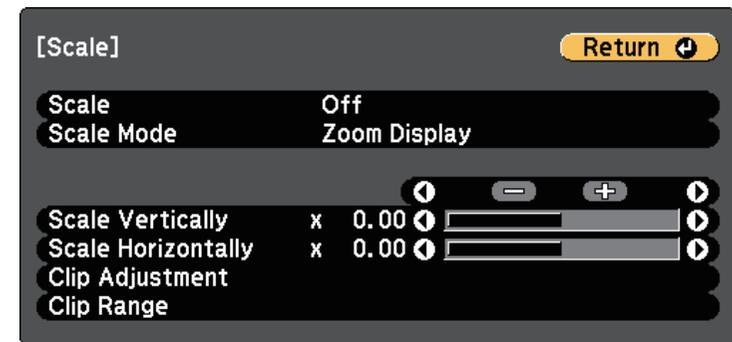 [Scale]
Return
Scale Off
Scale Mode Zoom Display
− +
Scale Vertically x 0.00
Scale Horizontally x 0.00
Clip Adjustment
Clip Range